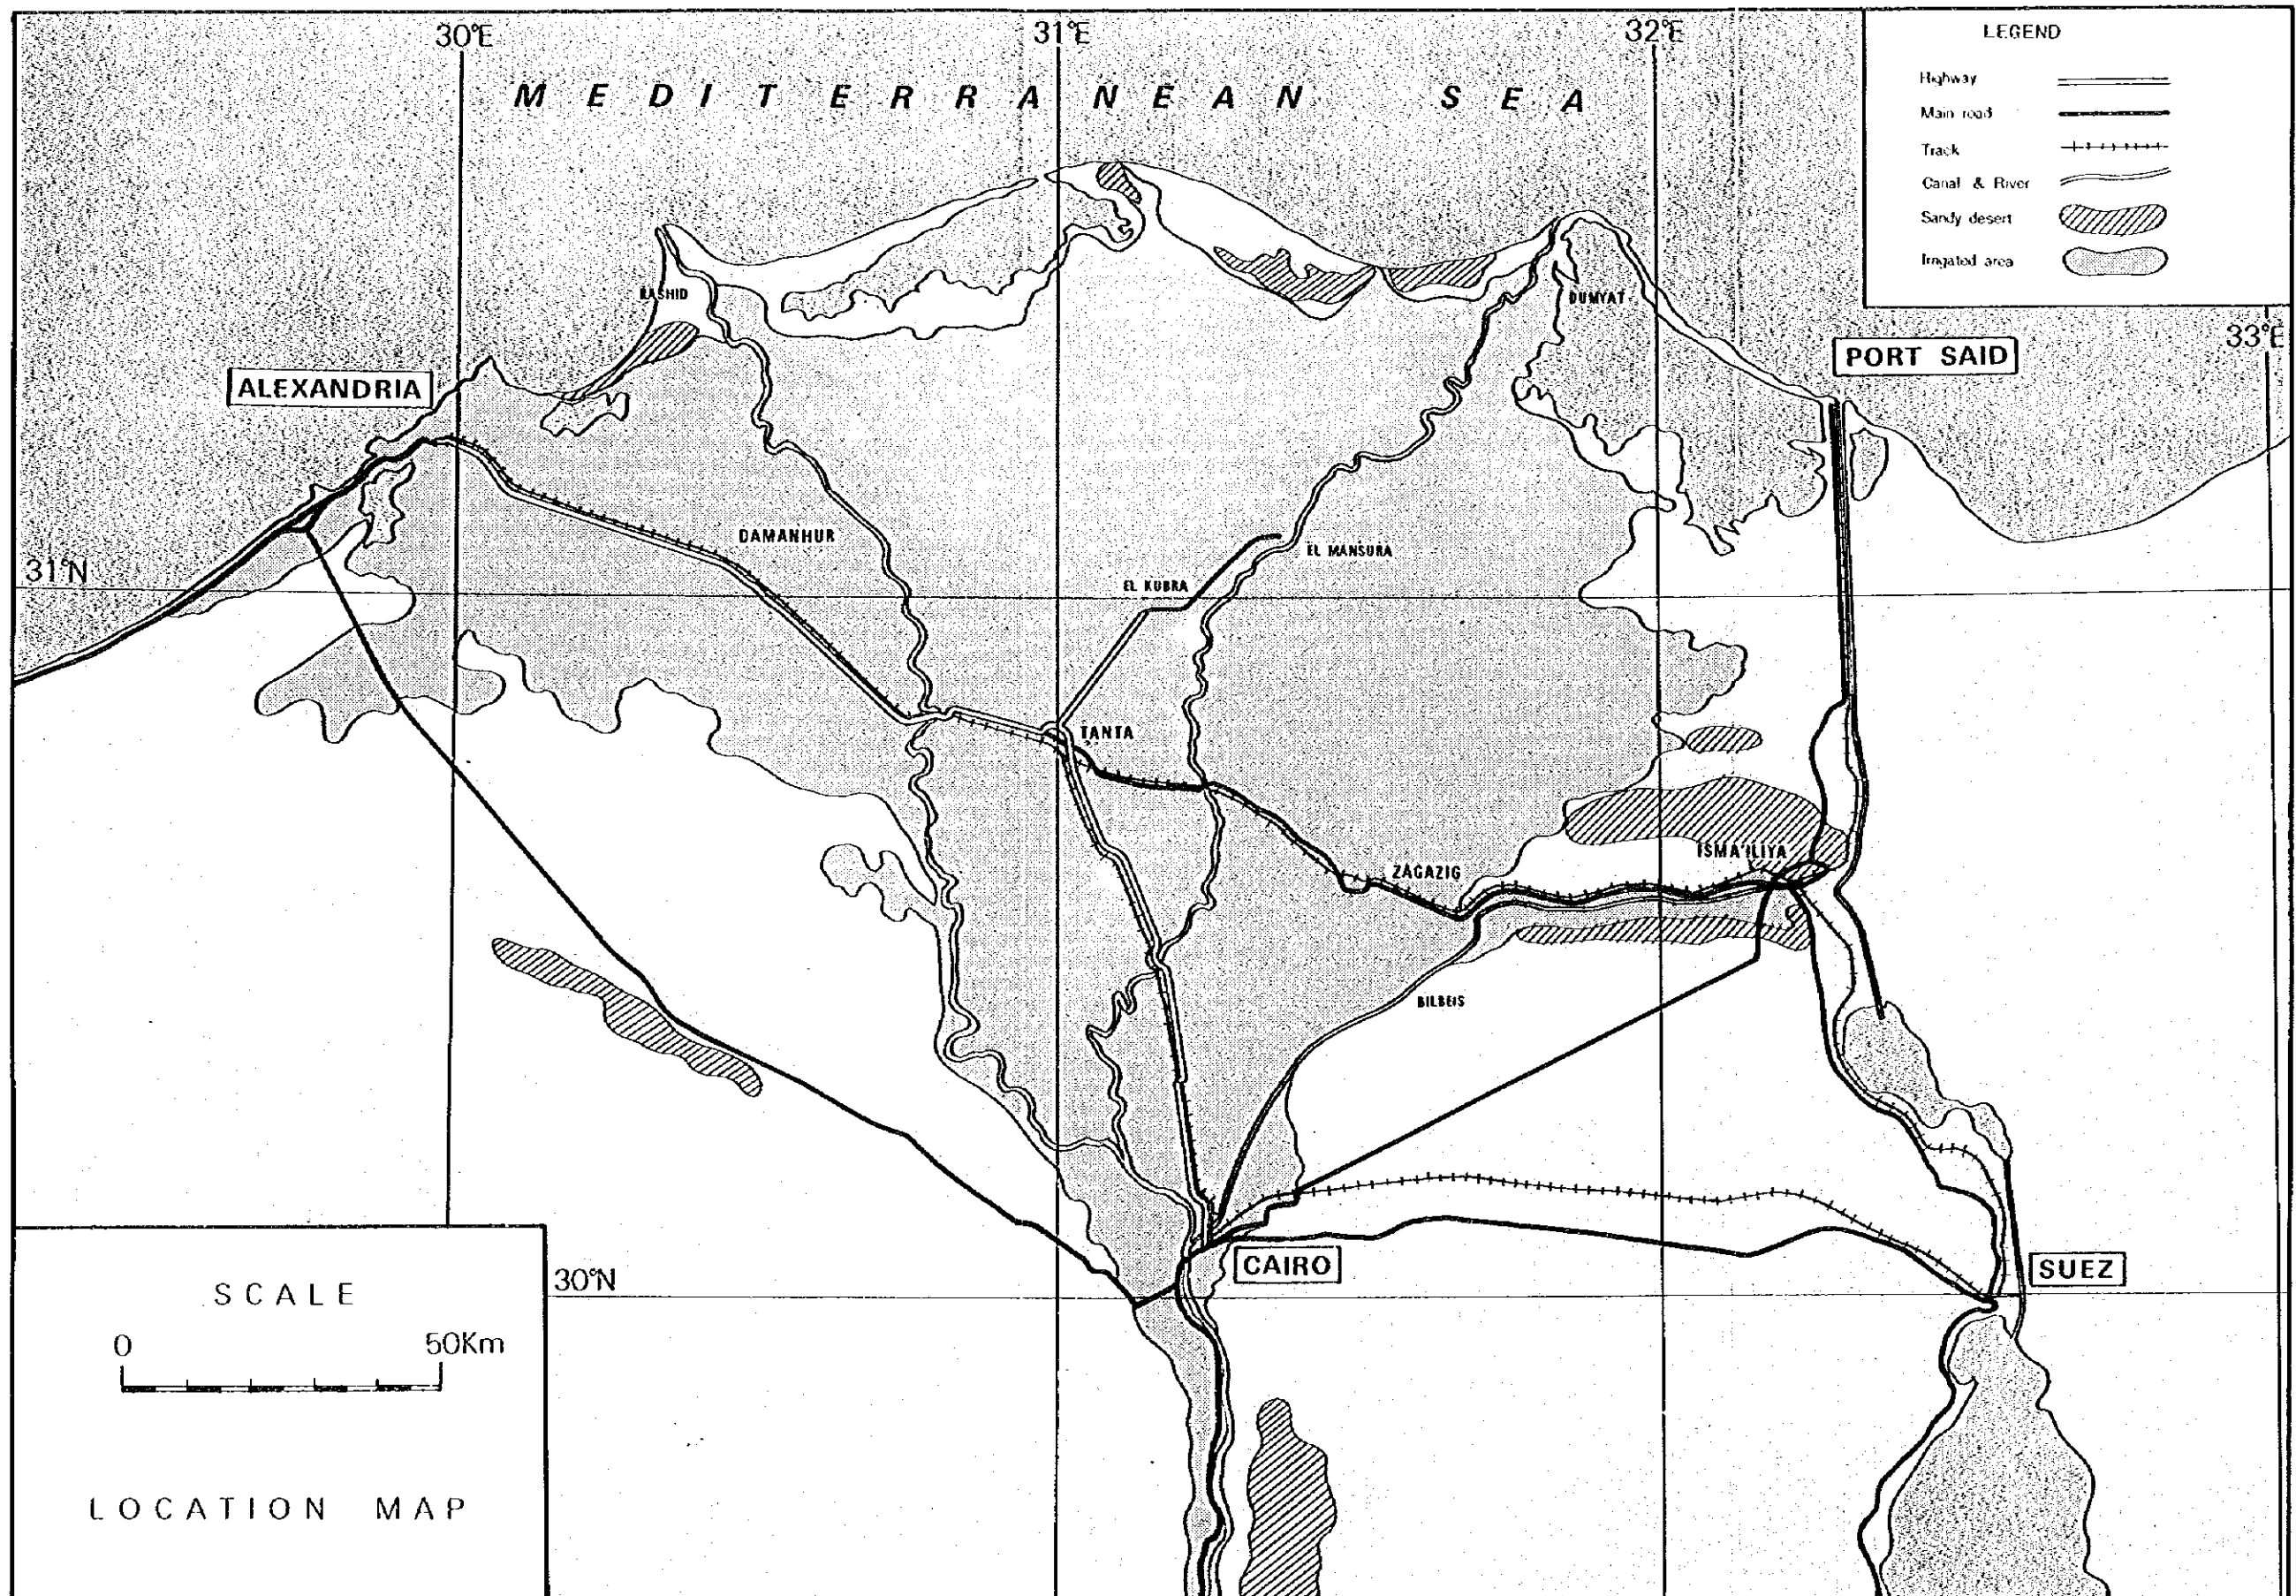 30°E
31°E
32°E
LEGEND
Highway
Main road
Track
Canal & River
Sandy desert
Irrigated area
MEDITERRANEAN SEA
RASHID
DUMYAT
33°E
PORT SAID
ALEXANDRIA
DAMANHUR
EL MANSURA
31°N
EL KUBRA
TANTA
ISMA'ILIYA
ZAGAZIG
BILBEIS
CAIRO
SUEZ
30°N
SCALE
0 50Km
LOCATION MAP